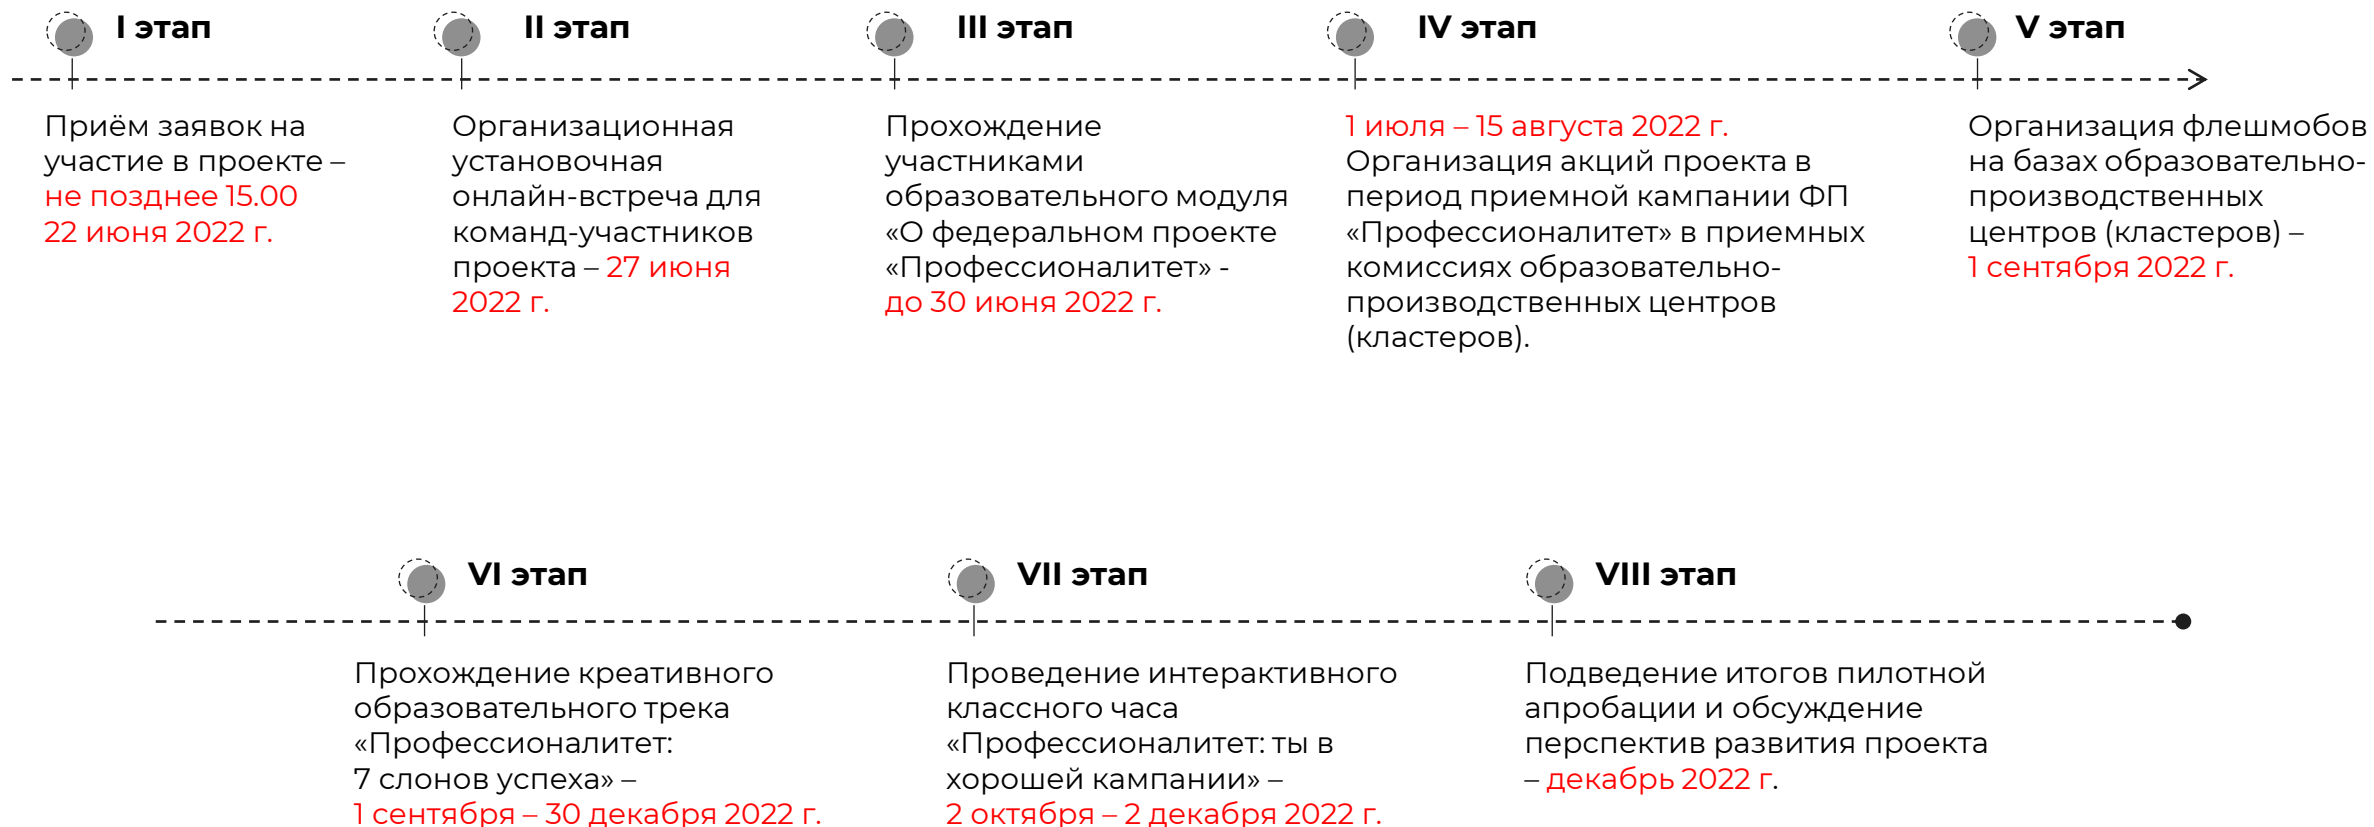 I этап
Приём заявок на
участие в проекте –
не позднее 15.00
22 июня 2022 г.
II этап
Организационная
установочная
онлайн-встреча для
команд-участников
проекта – 27 июня
2022 г.
III этап
Прохождение
участниками
образовательного модуля
«О федеральном проекте
«Профессионалитет» -
до 30 июня 2022 г.
IV этап
1 июля – 15 августа 2022 г.
Организация акций проекта в
период приемной кампании ФП
«Профессионалитет» в приемных
комиссиях образовательно-
производственных центров
(кластеров).
V этап
Организация флешмобов
на базах образовательно-
производственных
центров (кластеров) –
1 сентября 2022 г.
VI этап
Прохождение креативного
образовательного трека
«Профессионалитет:
7 слонов успеха» –
1 сентября – 30 декабря 2022 г.
VII этап
Проведение интерактивного
классного часа
«Профессионалитет: ты в
хорошей кампании» –
2 октября – 2 декабря 2022 г.
VIII этап
Подведение итогов пилотной
апробации и обсуждение
перспектив развития проекта
– декабрь 2022 г.